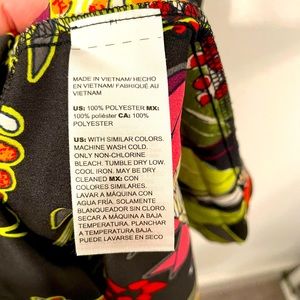 MADE IN VIETNAM/ HECHO
EN VIETNAM/ FABRIQUÉ AU
VIETNAM
US: 100% POLYESTER MX:
100% poliéster CA: 100%
POLYESTER
US: WITH SIMILAR COLORS.
MACHINE WASH COLD.
ONLY NON-CHLORINE
BLEACH. TUMBLE DRY LOW.
COOL IRON. MAY BE DRY
CLEANED MX: CON
COLORES SIMILARES.
LAVAR A MÁQUINA CON
AGUA FRÍA. SOLAMENTE
BLANQUEADOR SIN CLORO.
SECAR A MÁQUINA A BAJA
TEMPERATURA. PLANCHAR
A BAJA TEMPERATURA.
PUEDE LAVARSE EN SECO